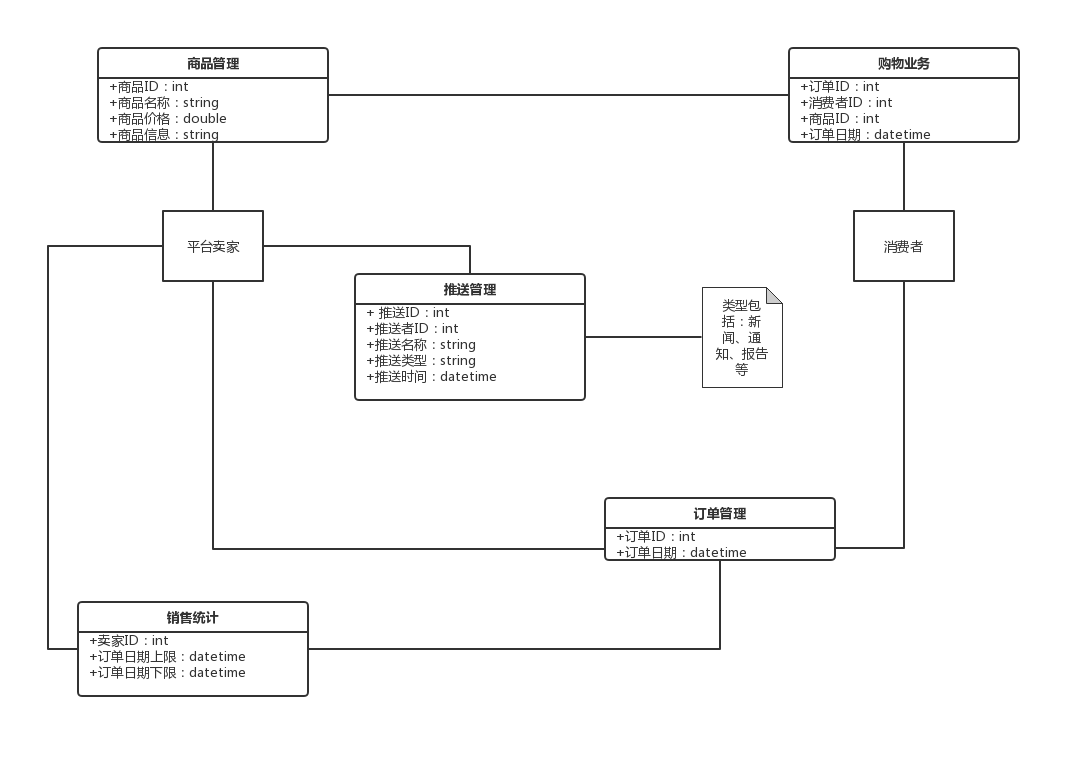 商品管理
+商品ID：int
+商品名称：string
+商品价格：double
+商品信息：string
购物业务
+订单ID：int
+消费者ID：int
+商品ID：int
+订单日期：datetime
平台卖家
消费者
推送管理
+ 推送ID：int
+推送者ID：int
+推送名称：string
+推送类型：string
+推送时间：datetime
类型包
括：新
闻、通
知、报告
等
订单管理
+订单ID：int
+订单日期：datetime
销售统计
+卖家ID：int
+订单日期上限：datetime
+订单日期下限：datetime